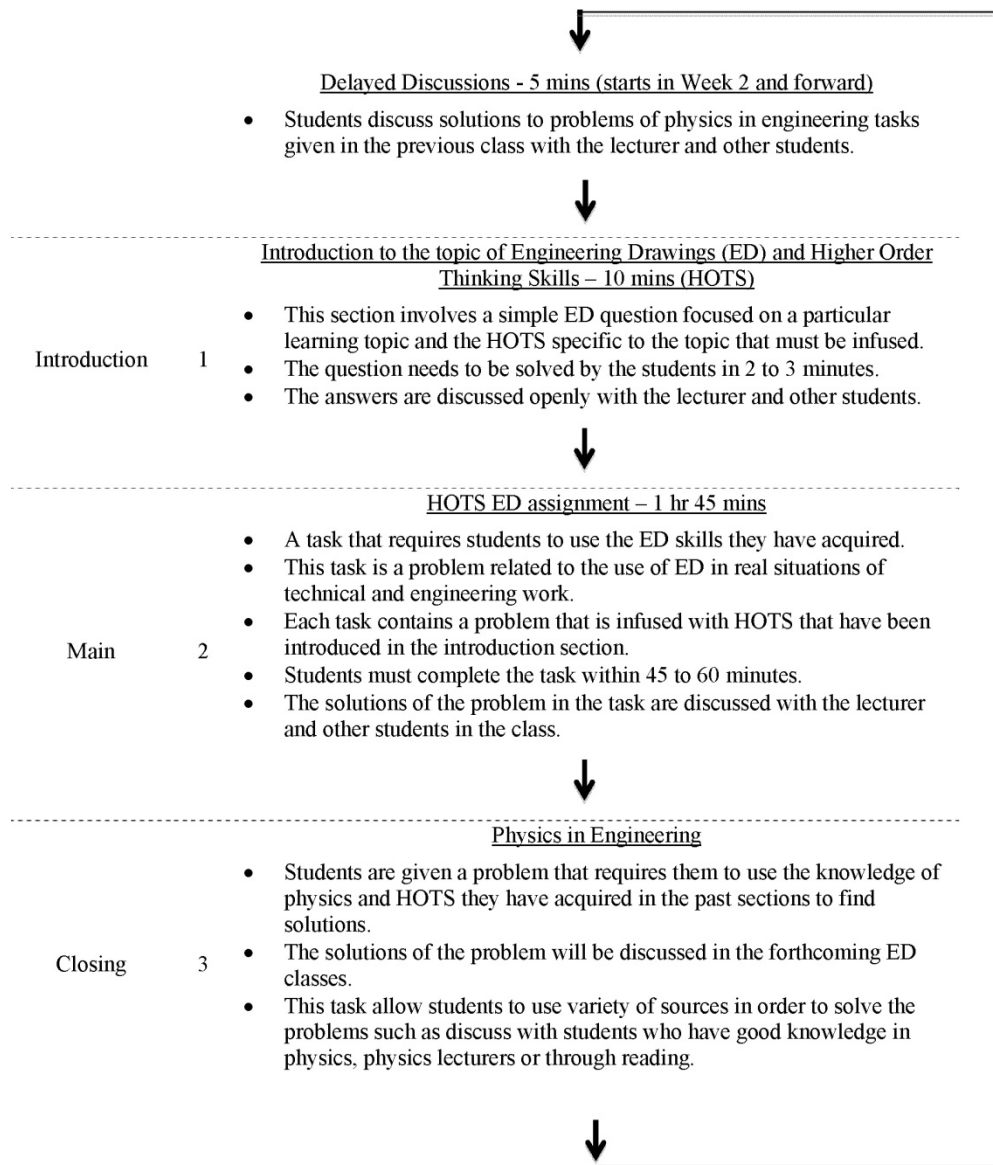 Delayed Discussions - 5 mins (starts in Week 2 and forward)
• Students discuss solutions to problems of physics in engineering tasks
given in the previous class with the lecturer and other students.
Introduction to the topic of Engineering Drawings (ED) and Higher Order
Thinking Skills – 10 mins (HOTS)
• This section involves a simple ED question focused on a particular
learning topic and the HOTS specific to the topic that must be infused.
Introduction 1
• The question needs to be solved by the students in 2 to 3 minutes.
• The answers are discussed openly with the lecturer and other students.
HOTS ED assignment – 1 hr 45 mins
• A task that requires students to use the ED skills they have acquired.
• This task is a problem related to the use of ED in real situations of
technical and engineering work.
• Each task contains a problem that is infused with HOTS that have been
introduced in the introduction section.
Main 2
• Students must complete the task within 45 to 60 minutes.
• The solutions of the problem in the task are discussed with the lecturer
and other students in the class.
Physics in Engineering
• Students are given a problem that requires them to use the knowledge of
physics and HOTS they have acquired in the past sections to find
solutions.
Closing 3
• The solutions of the problem will be discussed in the forthcoming ED
classes.
• This task allow students to use variety of sources in order to solve the
problems such as discuss with students who have good knowledge in
physics, physics lecturers or through reading.